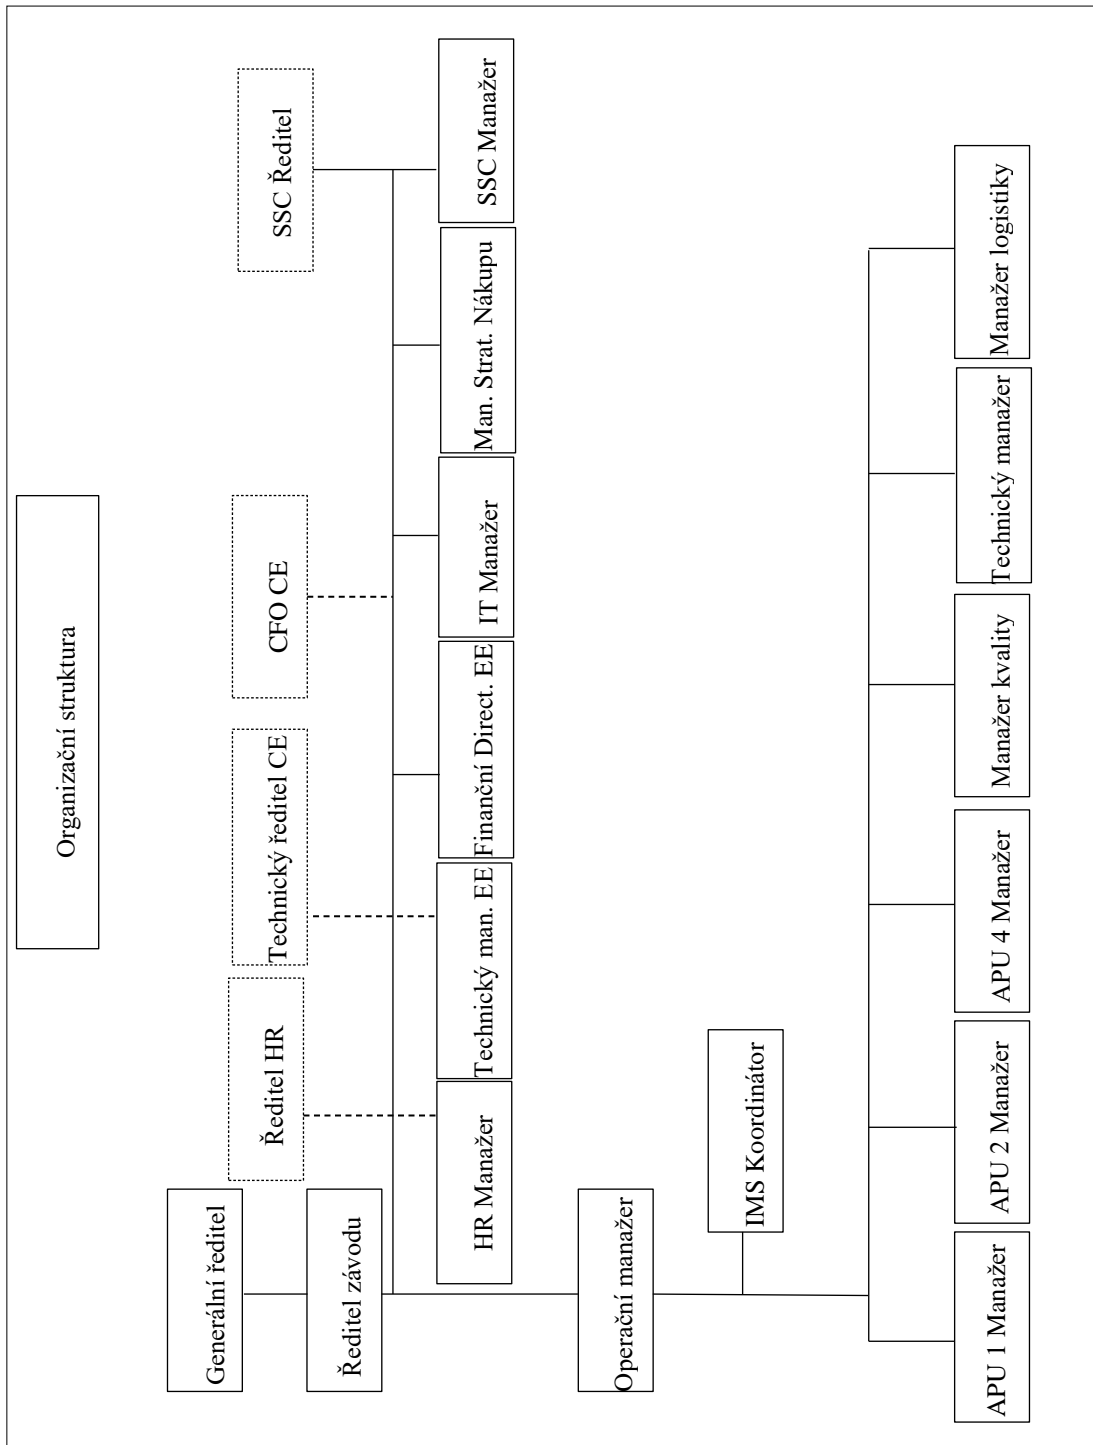 Organizační struktura
Generální ředitel
Ředitel závodu
Ředitel HR
Technický ředitel CE
CFO CE
SSC Ředitel
HR Manažer
Technický man. EE
Finanční Direct. EE
IT Manažer
Man. Strat. Nákupu
SSC Manažer
Operační manažer
IMS Koordinátor
APU 1 Manažer
APU 2 Manažer
APU 4 Manažer
Manažer kvality
Technický manažer
Manažer logistiky